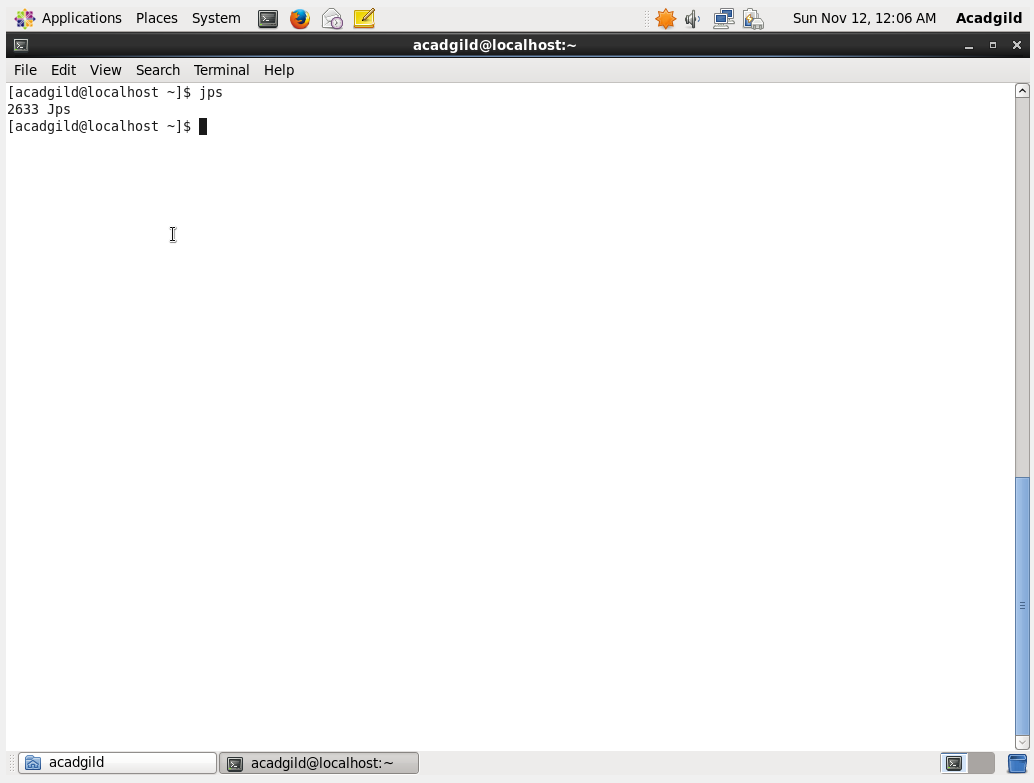 Applications Places System Sun Nov 12, 12:06 AM Acadgild
acadgild@localhost:~
File Edit View Search Terminal Help
[acadgild@localhost ~]$ jps
2633 Jps
[acadgild@localhost ~]$
acadgild acadgild@localhost:~